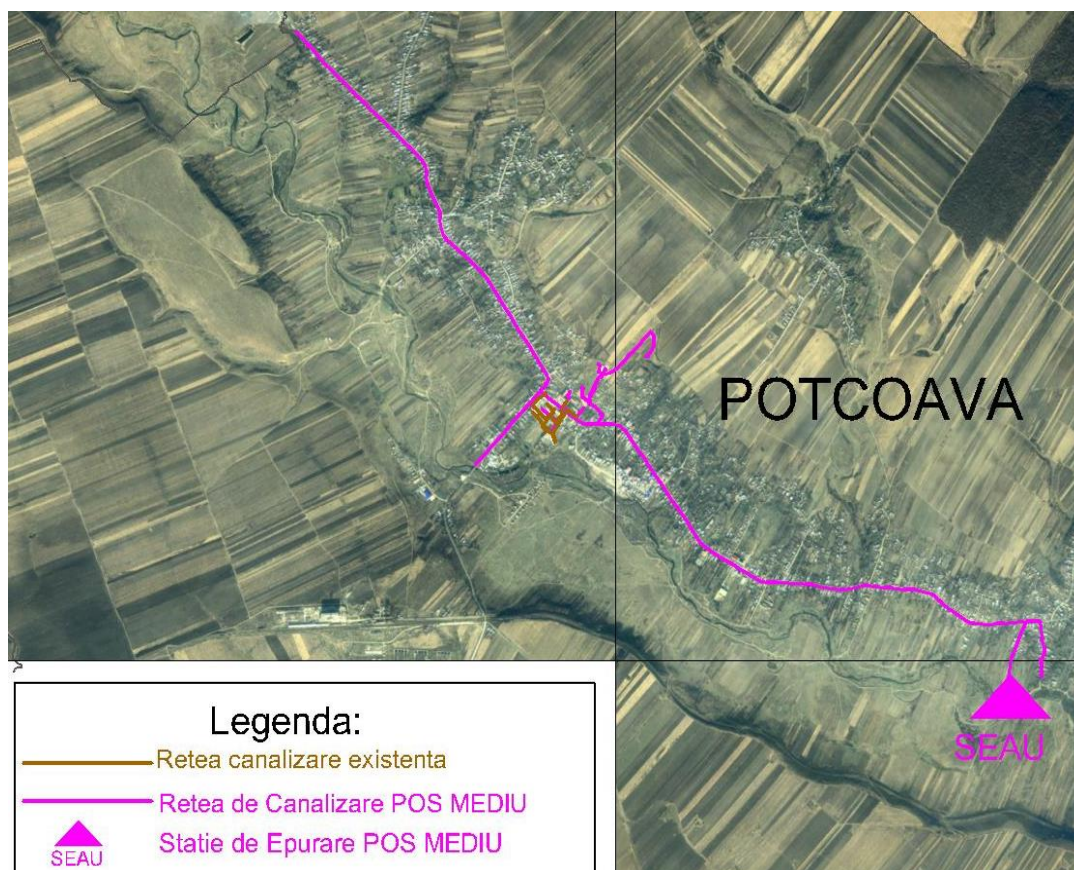 POTCOAVA
SEAU
Legenda:
Retea canalizare existenta
Retea de Canalizare POS MEDIU
Statie de Epurare POS MEDIU
SEAU